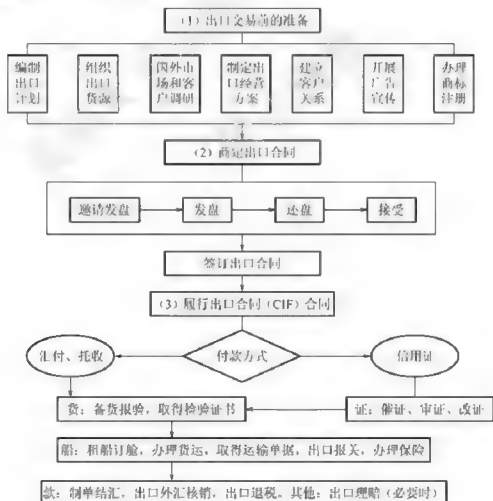 （1）出口交易前的准备
编制
出口
计划
组织
出口
货源
国外市
场和客
户调研
制定出
口经营
方案
建立
客户
关系
开展
广告
宣传
办理
商标
注册
（2）商定出口合同
邀请发盘
发盘
还盘
接受
签订出口合同
（3）履行出口合同（CIF）合同
汇付、托收
付款方式
信用证
货：备货报验，取得检验证书
证：催证、审证、改证
船：租船订舱，办理货运，取得运输单据，出口报关，办理保险
款：制单结汇，出口外汇核销，出口退税。其他：出口理赔（必要时）